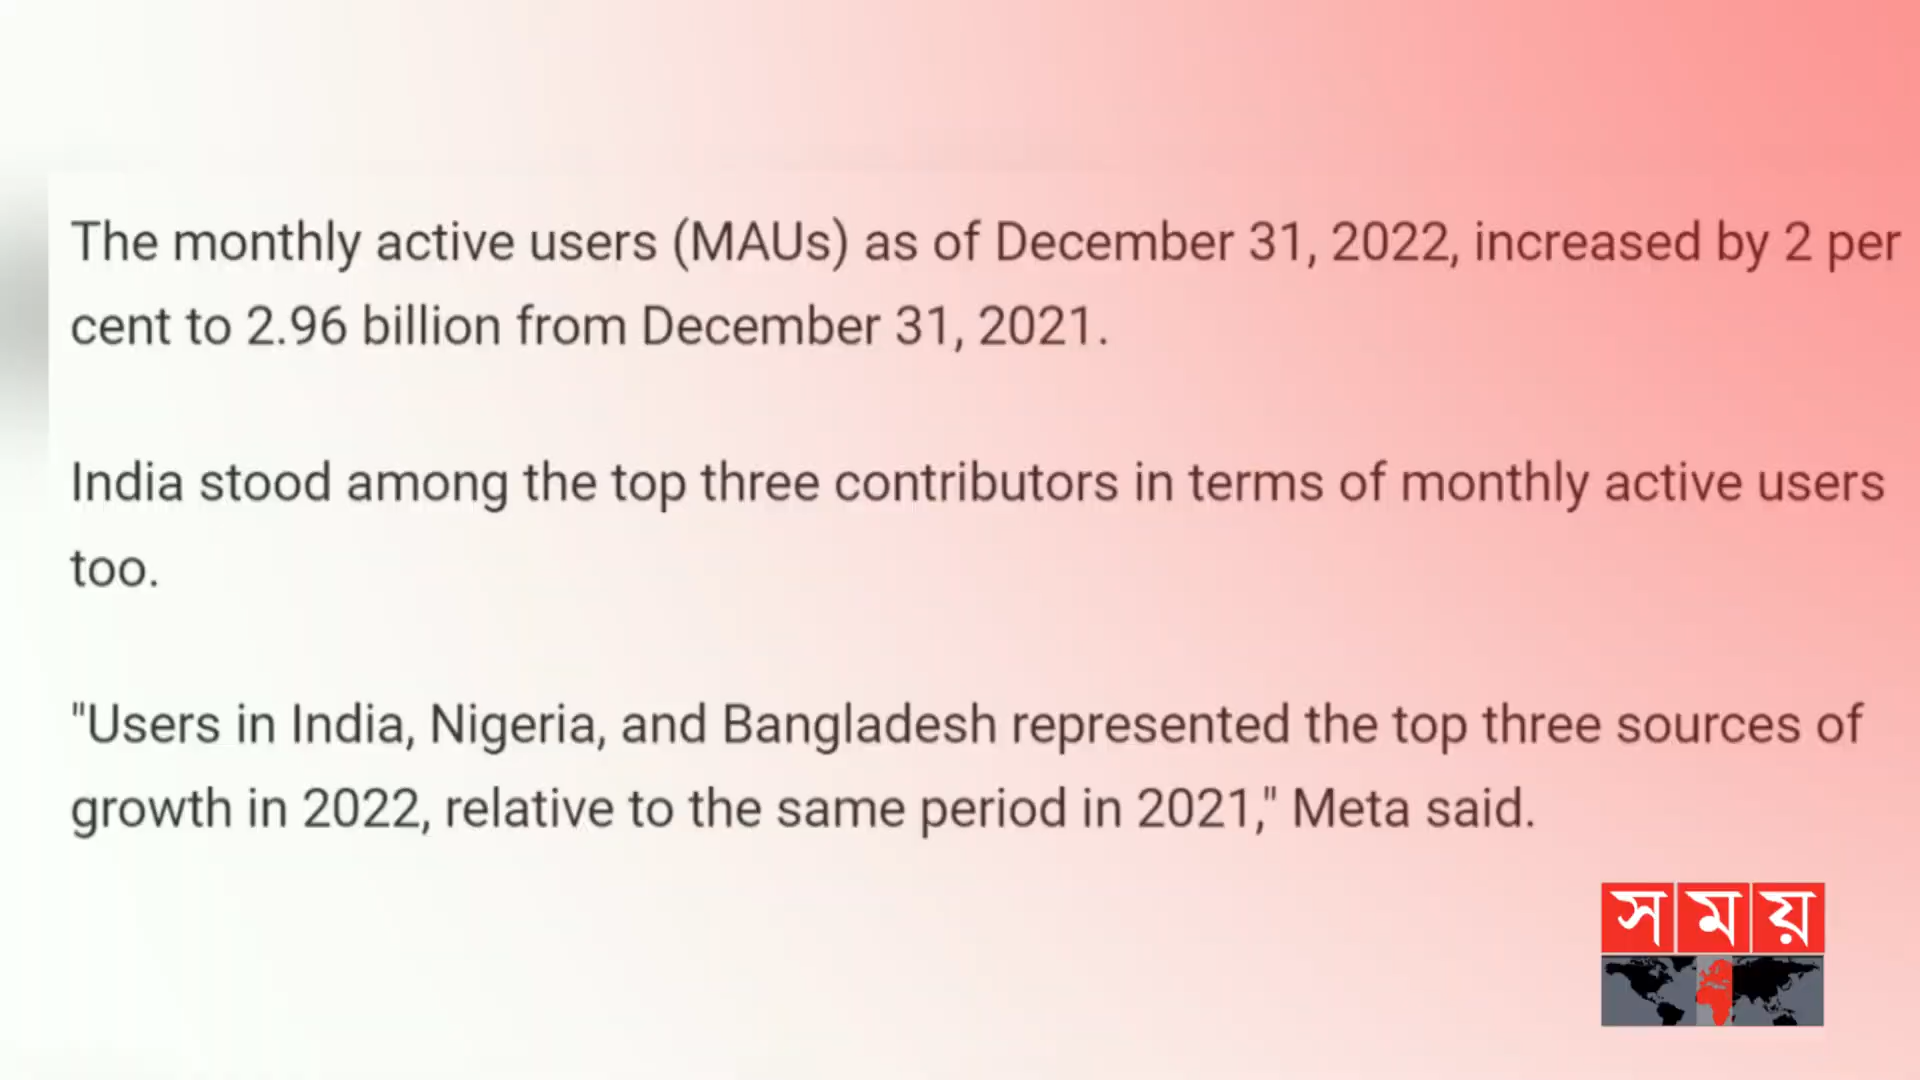 The monthly active users (MAUs) as of December 31, 2022, increased by 2 per
cent to 2.96 billion from December 31, 2021.
India stood among the top three contributors in terms of monthly active users
too.
"Users in India, Nigeria, and Bangladesh represented the top three sources of
growth in 2022, relative to the same period in 2021," Meta said.
সময়